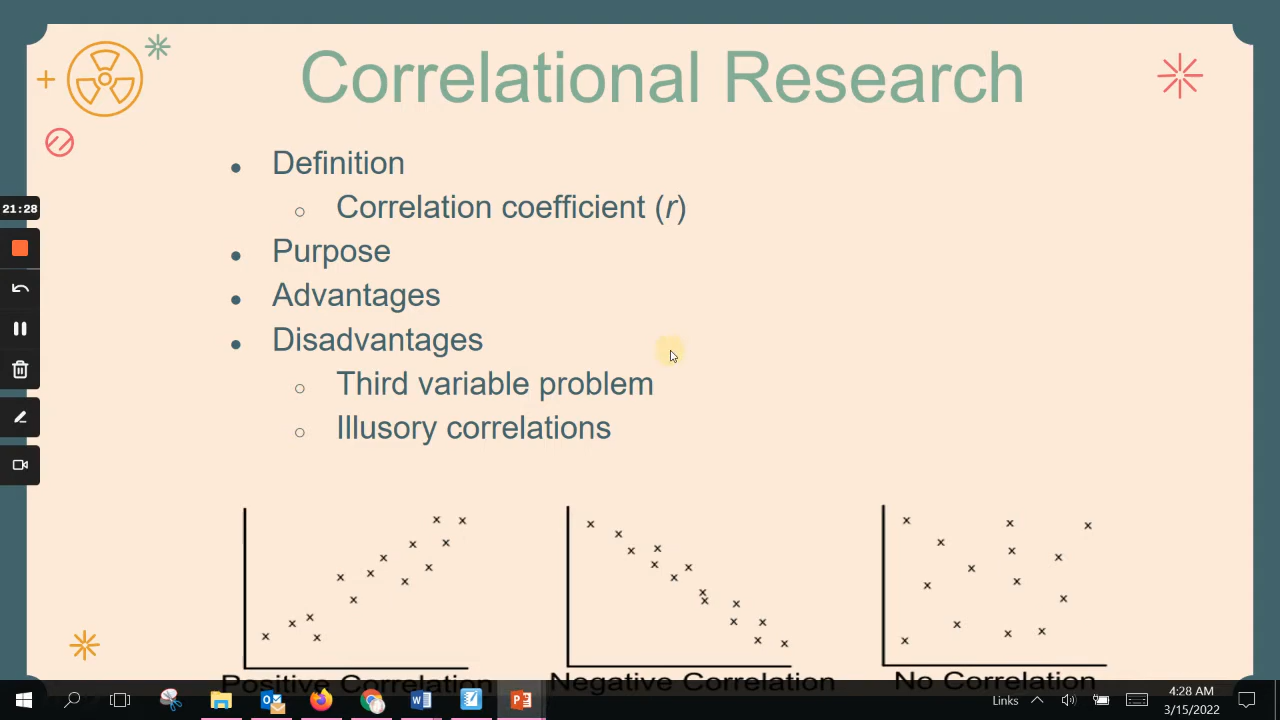 Correlational Research
• Definition
○ Correlation coefficient (r)
• Purpose
• Advantages
• Disadvantages
○ Third variable problem
○ Illusory correlations
21:28
Positive Correlation
Negative Correlation
No Correlation
Links
4:28 AM
3/15/2022